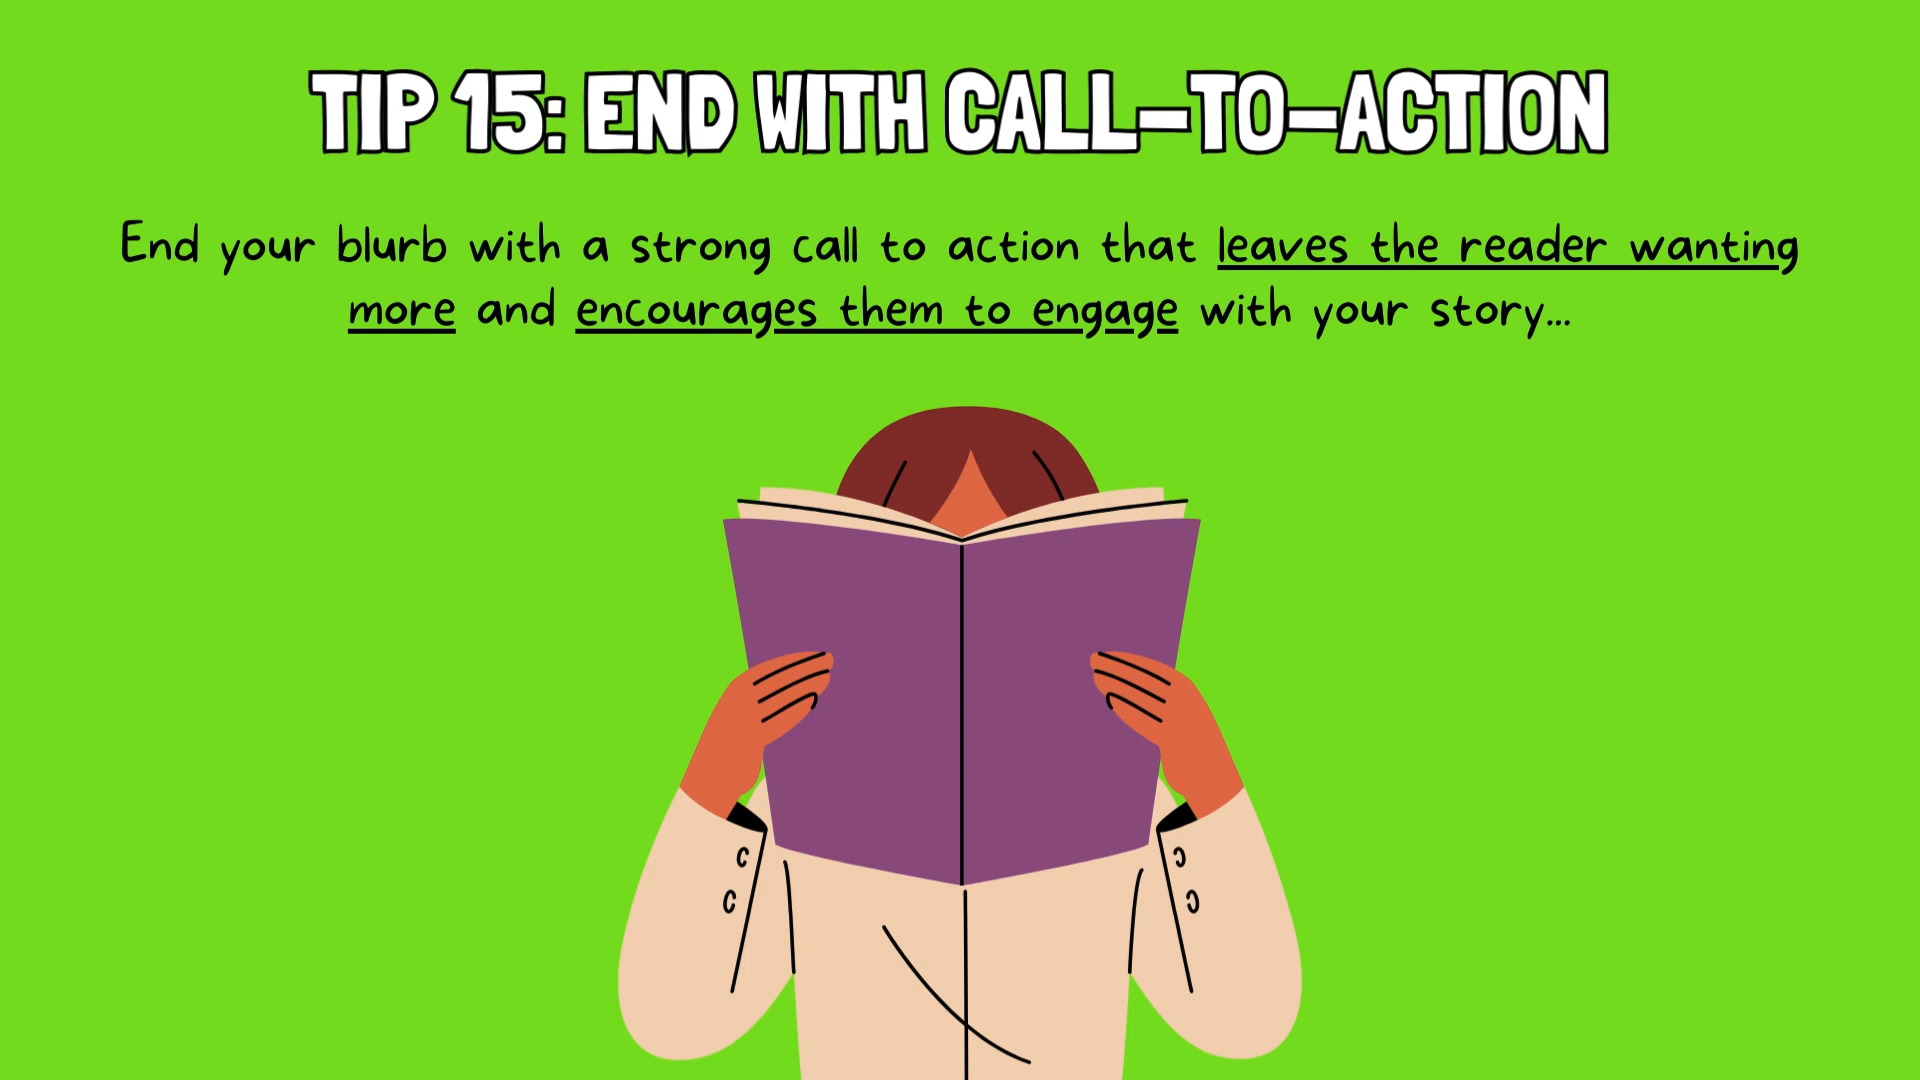 TIP 15: END WITH CALL-TO-ACTION
End your blurb with a strong call to action that leaves the reader wanting
more and encourages them to engage with your story...